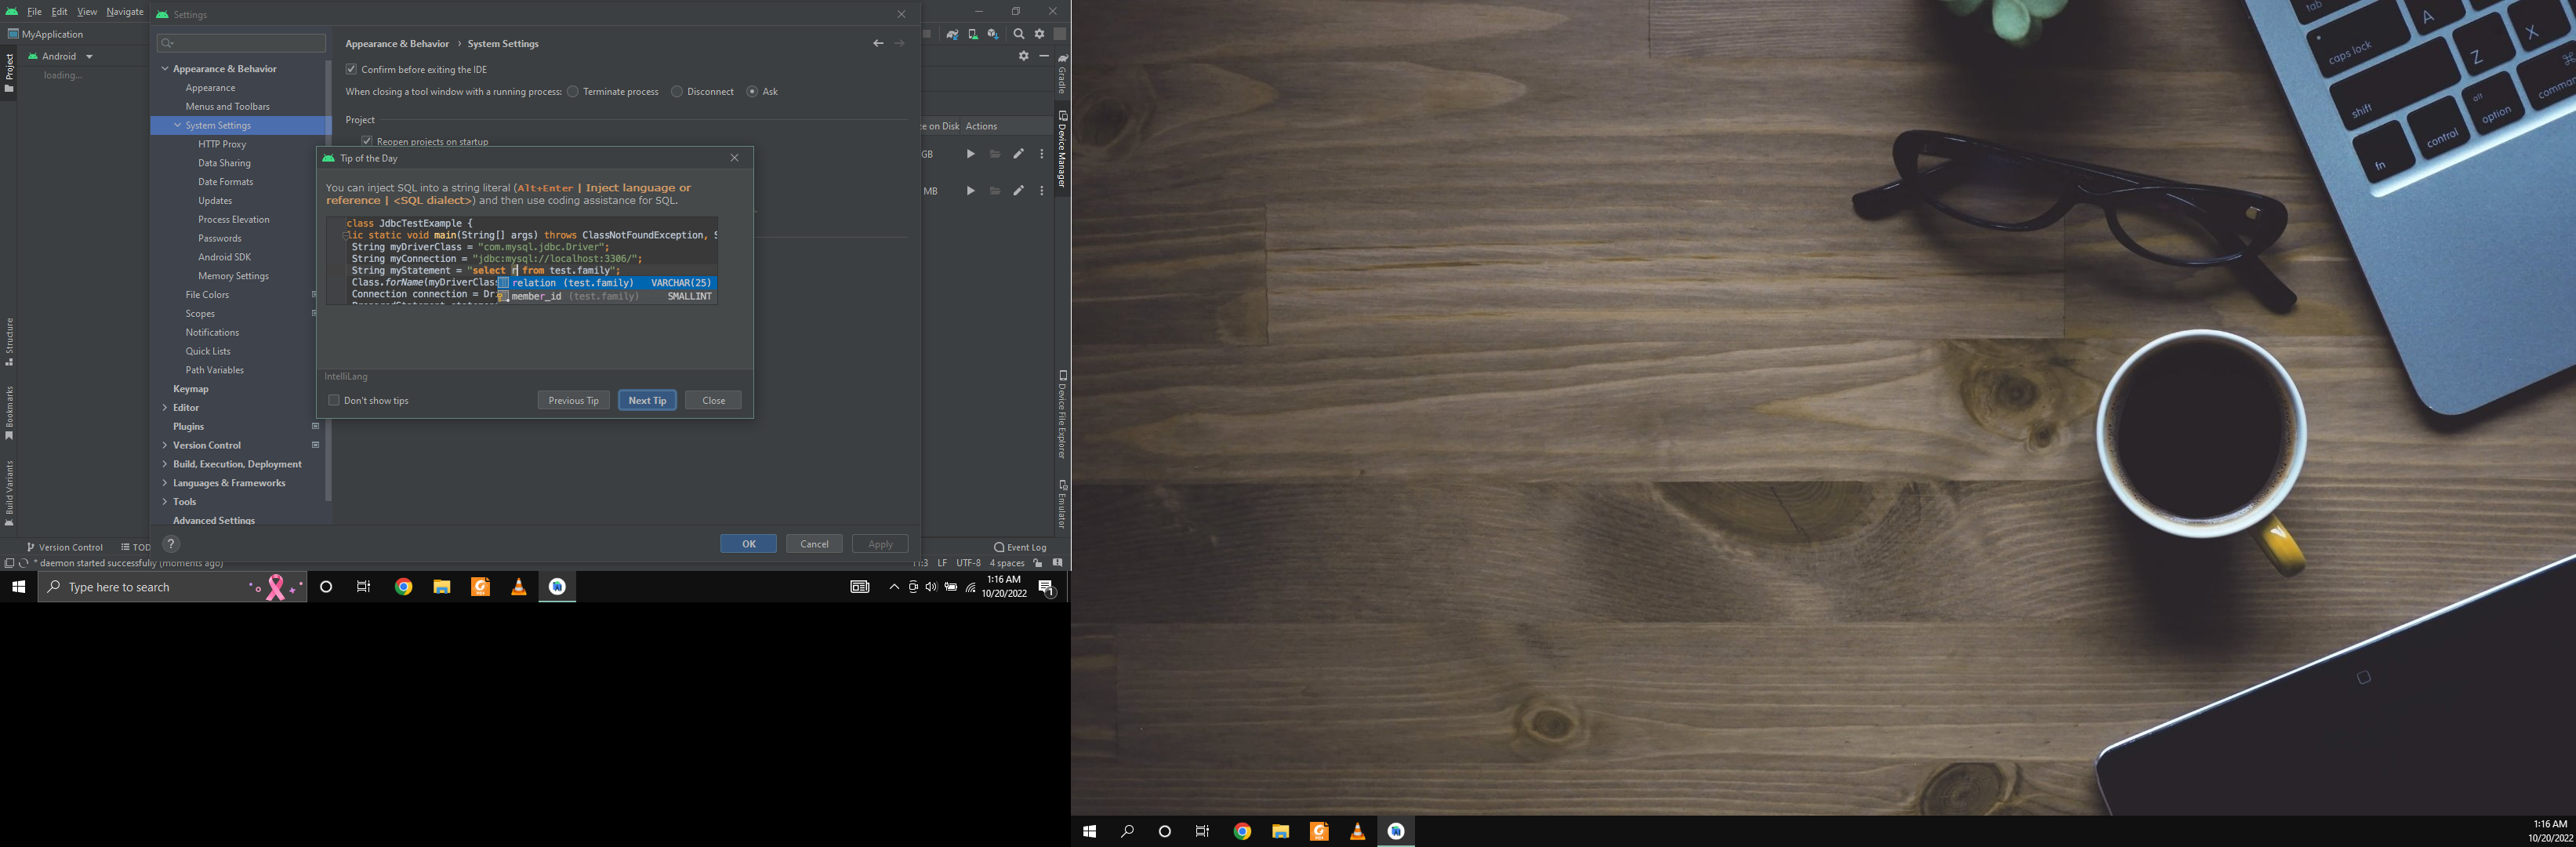 File Edit View Navigate
Settings
MyApplication
Android
loading...
Project
Structure
Bookmarks
Build Variants
Appearance & Behavior
Appearance
Menus and Toolbars
System Settings
HTTP Proxy
Data Sharing
Date Formats
Updates
Process Elevation
Passwords
Android SDK
Memory Settings
File Colors
Scopes
Notifications
Quick Lists
Path Variables
Keymap
Editor
Plugins
Version Control
Build, Execution, Deployment
Languages & Frameworks
Tools
Advanced Settings
Appearance & Behavior › System Settings
Confirm before exiting the IDE
When closing a tool window with a running process: Terminate process Disconnect Ask
Project
Reopen projects on startup
Tip of the Day
You can inject SQL into a string literal (Alt+Enter | Inject language or
reference | <SQL dialect>) and then use coding assistance for SQL.
class JdbcTestExample {
lic static void main(String[] args) throws ClassNotFoundException, S
String myDriverClass = "com.mysql.jdbc.Driver";
String myConnection = "jdbc:mysql://localhost:3306/";
String myStatement = "select r from test.family";
Class.forName(myDriverClas
relation (test.family) VARCHAR(25)
Connection connection = Dr
member_id (test.family) SMALLINT
IntelliLang
Don't show tips
Previous Tip Next Tip Close
? OK Cancel Apply
ze on Disk Actions
GB
MB
Gradle
Device Manager
Device File Explorer
Emulator
Version Control TOD
Event Log
* daemon started successfully (moments ago)
11:3 LF UTF-8 4 spaces
Type here to search
1:16 AM
10/20/2022
1
tab
caps lock A
shift Z X
fn control option command
alt
1:16 AM
10/20/2022